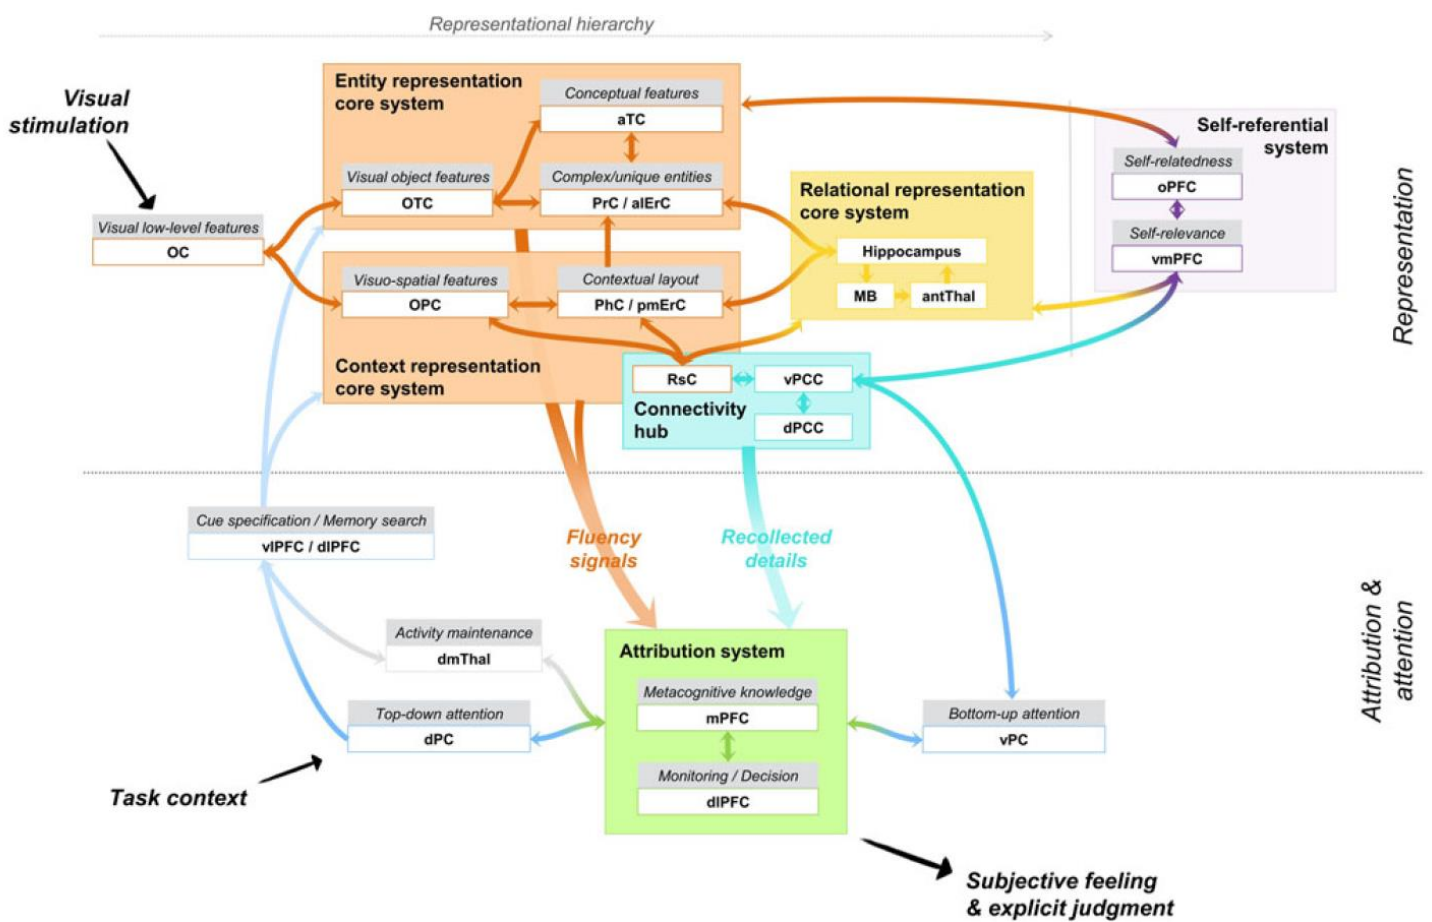 Representational hierarchy
Visual
stimulation
Entity representation
core system
Conceptual features
aTC
Visual object features
OTC
Complex/unique entities
PrC / alErC
Visual low-level features
OC
Visuo-spatial features
OPC
Contextual layout
PhC / pmErC
Context representation
core system
Relational representation
core system
Hippocampus
MB
antThal
Self-referential
system
Self-relatedness
oPFC
Self-relevance
vmPFC
Representation
RsC
vPCC
dPCC
Connectivity
hub
Cue specification / Memory search
vlPFC / dlPFC
Fluency
signals
Recollected
details
Activity maintenance
dmThal
Top-down attention
dPC
Task context
Attribution system
Metacognitive knowledge
mPFC
Monitoring / Decision
dlPFC
Bottom-up attention
vPC
Attribution &
attention
Subjective feeling
& explicit judgment